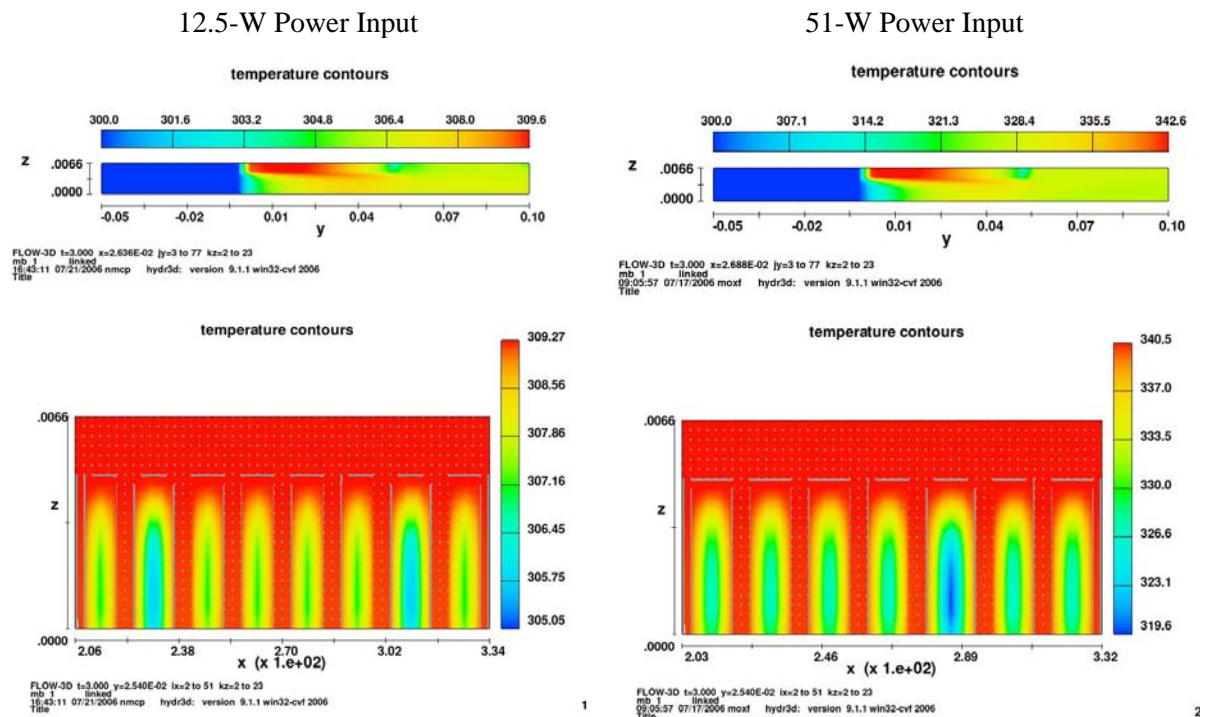 12.5-W Power Input
51-W Power Input
temperature contours
300.0 301.6 303.2 304.8 306.4 308.0 309.6
z
.0066
.0000
-0.05 -0.02 0.01 0.04 0.07 0.10
y
FLOW-3D t=3.000 x=2.636E-02 jy=3 to 77 kz=2 to 23
mb_1 linked
16:43:11 07/21/2006 nmcp hydr3d: version 9.1.1 win32-cvf 2006
Title
temperature contours
300.0 307.1 314.2 321.3 328.4 335.5 342.6
z
.0066
.0000
-0.05 -0.02 0.01 0.04 0.07 0.10
y
FLOW-3D t=3.000 x=2.688E-02 jy=3 to 77 kz=2 to 23
mb_1 linked
09:05:57 07/17/2006 moxf hydr3d: version 9.1.1 win32-cvf 2006
Title
temperature contours
309.27
308.56
307.86
307.16
306.45
305.75
305.05
.0066
z
.0000
2.06 2.38 2.70 3.02 3.34
x (x 1.e+02)
FLOW-3D t=3.000 y=2.540E-02 ix=2 to 51 kz=2 to 23
mb_1 linked
16:43:11 07/21/2006 nmcp hydr3d: version 9.1.1 win32-cvf 2006
Title
1
temperature contours
340.5
337.0
333.5
330.0
326.6
323.1
319.6
.0066
z
.0000
2.03 2.46 2.89 3.32
x (x 1.e+02)
FLOW-3D t=3.000 y=2.540E-02 ix=2 to 51 kz=2 to 23
mb_1 linked
09:05:57 07/17/2006 moxf hydr3d: version 9.1.1 win32-cvf 2006
Title
2